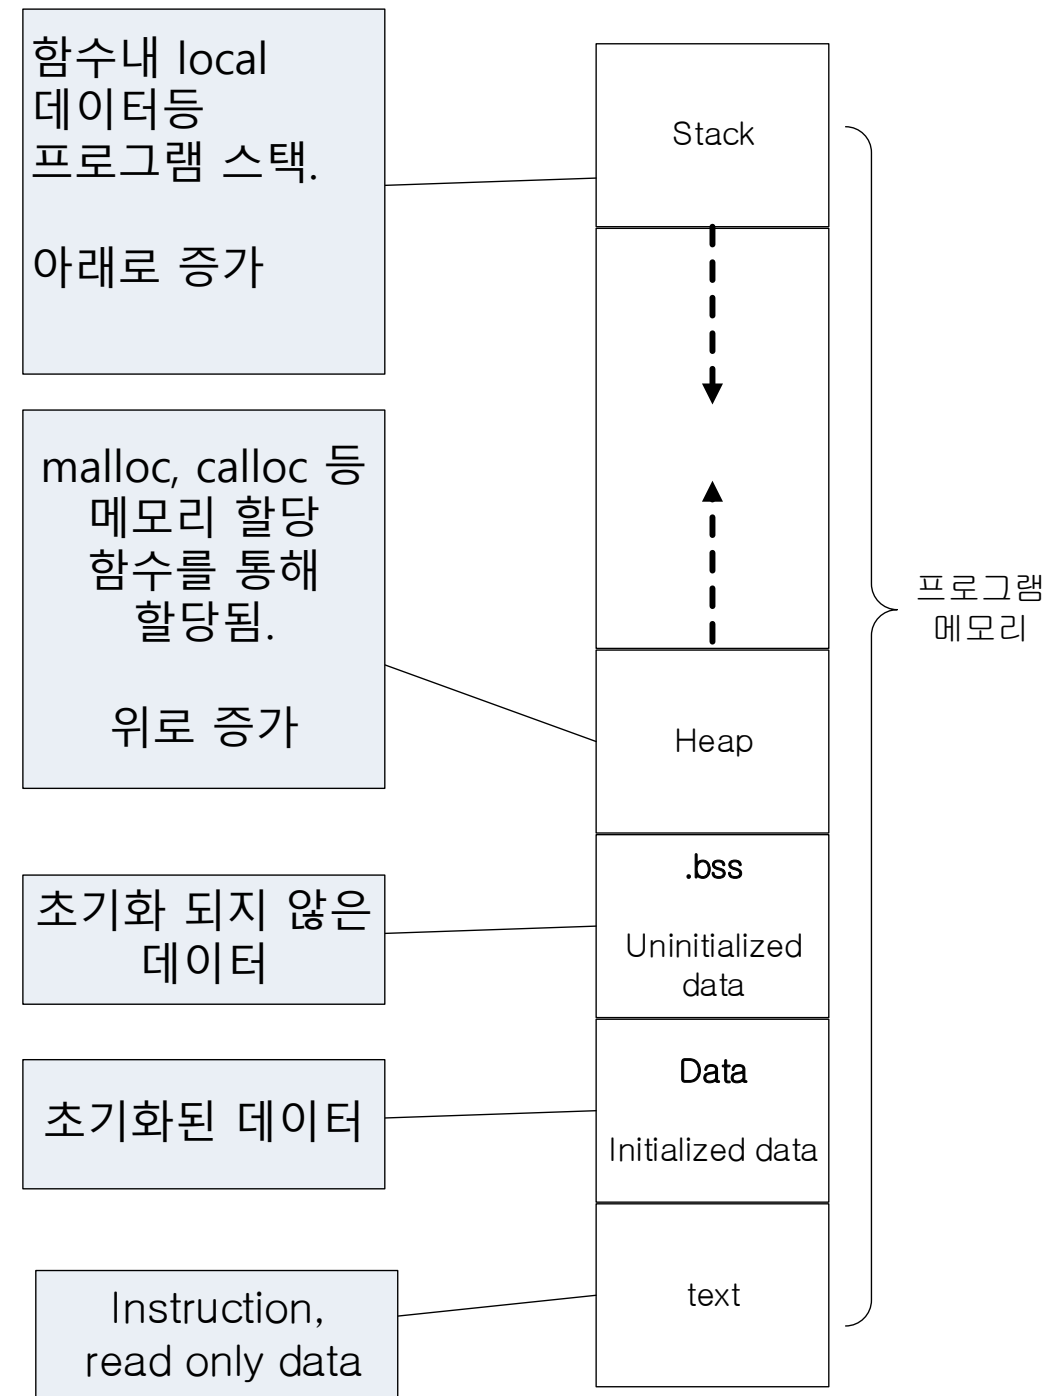 함수내 local
데이터등
프로그램 스택.
아래로 증가
malloc, calloc 등
메모리 할당
함수를 통해
할당됨.
위로 증가
초기화 되지 않은
데이터
초기화된 데이터
Instruction,
read only data
Stack
Heap
.bss
Uninitialized
data
Data
Initialized data
text
프로그램
메모리